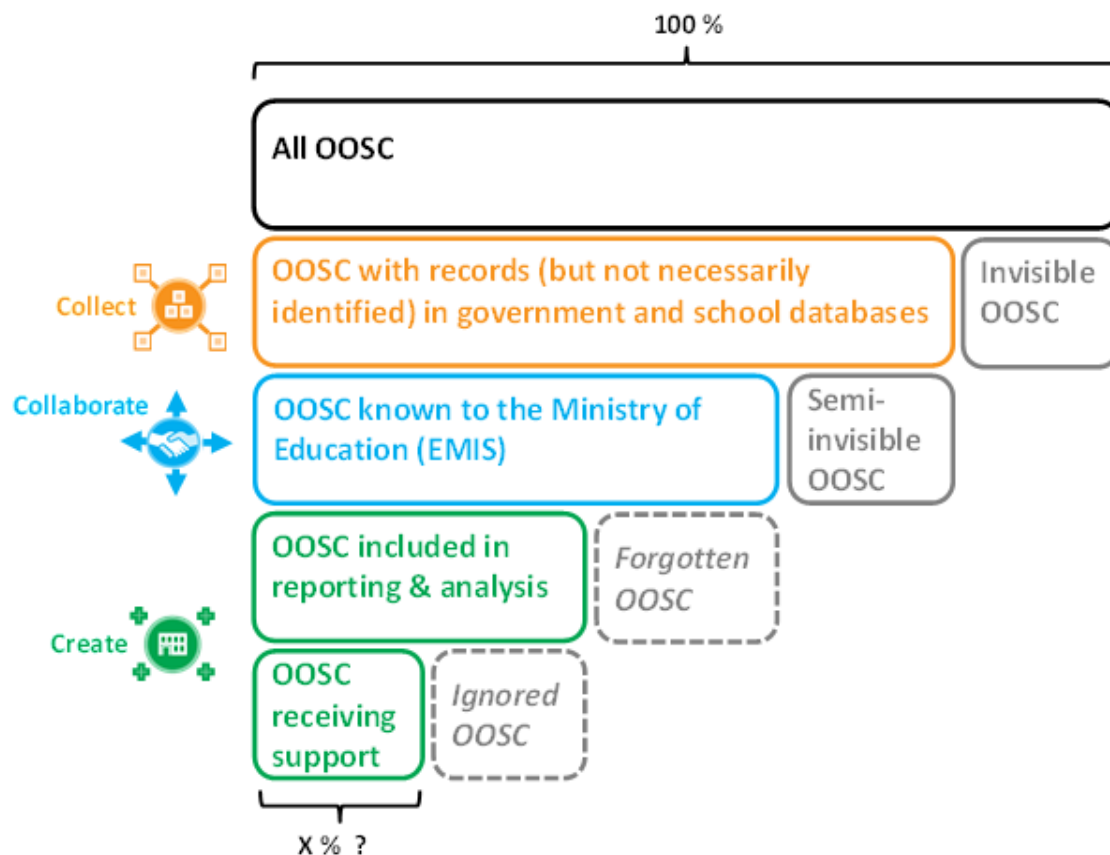 100 %
All OOSC
Collect
OOSC with records (but not necessarily
identified) in government and school databases
Invisible
OOSC
Collaborate
OOSC known to the Ministry of
Education (EMIS)
Semi-
invisible
OOSC
Create
OOSC included in
reporting & analysis
Forgotten
OOSC
OOSC
receiving
support
Ignored
OOSC
X % ?